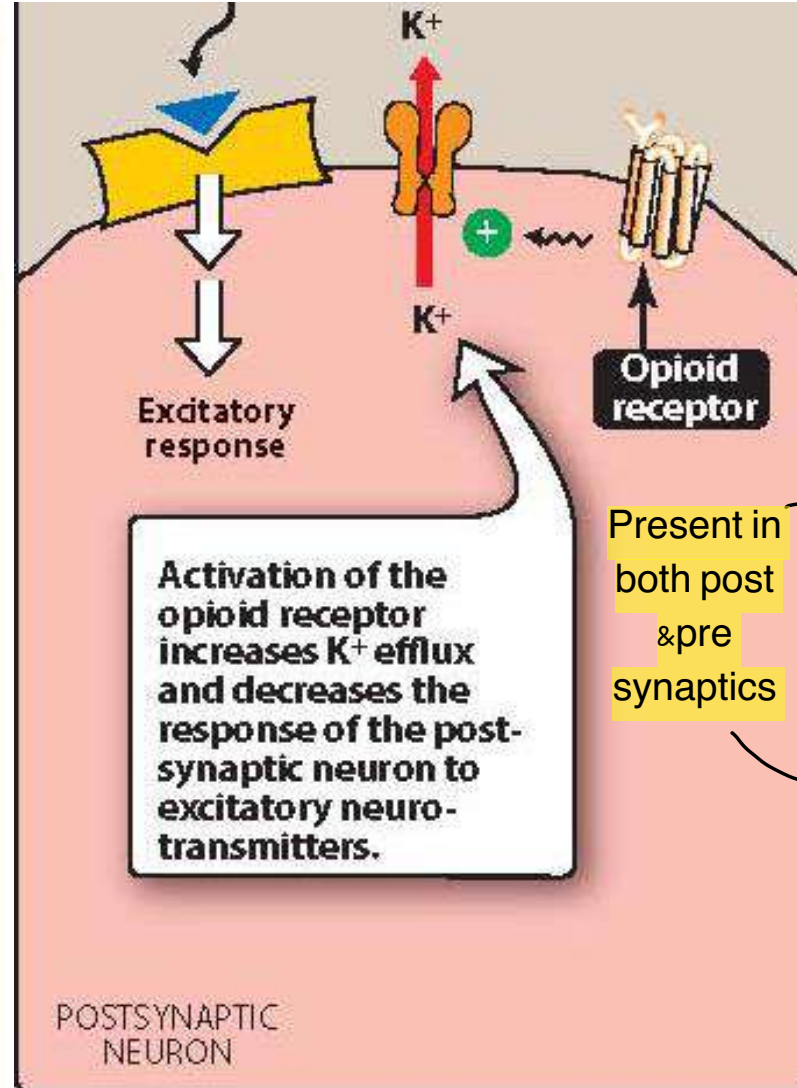 K+
+
K+
Opioid
receptor
Excitatory
response
Present in
both post
&pre
synaptics
Activation of the
opioid receptor
increases K+ efflux
and decreases the
response of the post-
synaptic neuron to
excitatory neuro-
transmitters.
POSTSYNAPTIC
NEURON